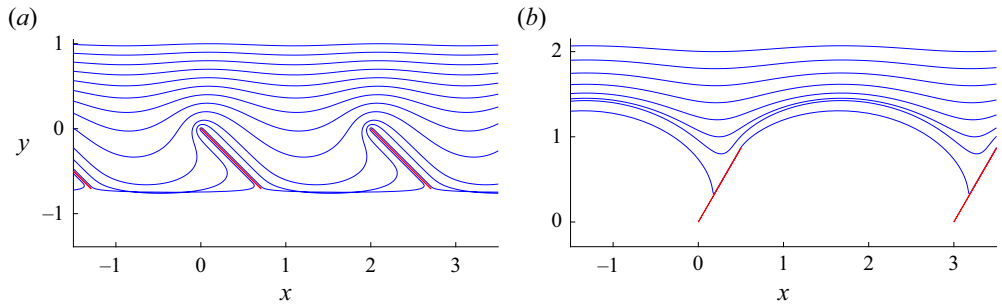 (a) (b)
1 2
y 0 1
–1 0
–1 0 1 2 3 –1 0 1 2 3
x x